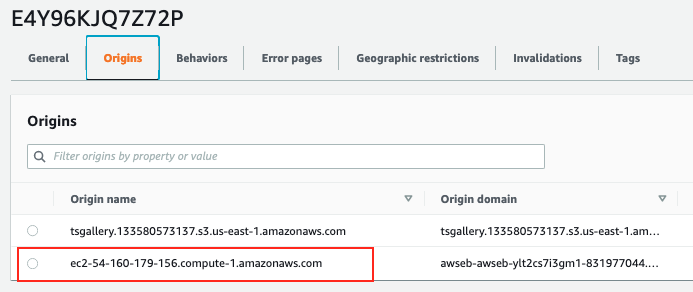 E4Y96KJQ7Z72P
General Origins Behaviors Error pages Geographic restrictions Invalidations Tags
Origins
Filter origins by property or value
Origin name Origin domain
tsgallery.133580573137.s3.us-east-1.amazonaws.com tsgallery.133580573137.s3.us-east-1.am...
ec2-54-160-179-156.compute-1.amazonaws.com awseb-awseb-ylt2cs7i3gm1-831977044....